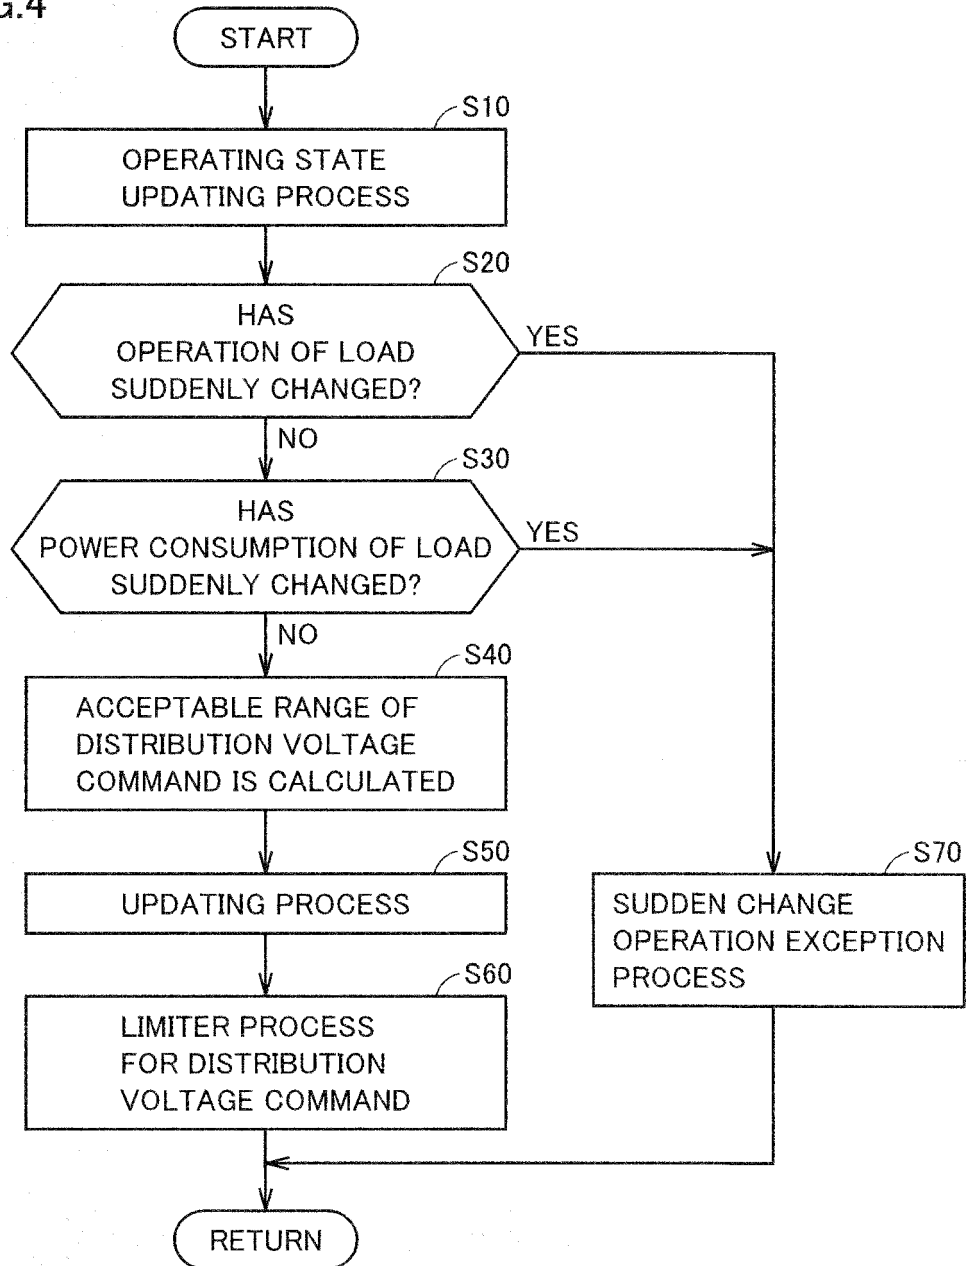 G.4
START
S10
OPERATING STATE
UPDATING PROCESS
S20
HAS
OPERATION OF LOAD
SUDDENLY CHANGED?
YES
NO
S30
HAS
POWER CONSUMPTION OF LOAD
SUDDENLY CHANGED?
YES
NO
S40
ACCEPTABLE RANGE OF
DISTRIBUTION VOLTAGE
COMMAND IS CALCULATED
S50
UPDATING PROCESS
S70
SUDDEN CHANGE
OPERATION EXCEPTION
PROCESS
S60
LIMITER PROCESS
FOR DISTRIBUTION
VOLTAGE COMMAND
RETURN